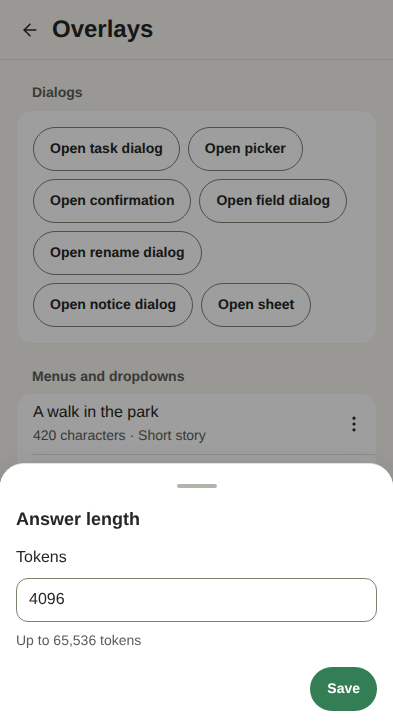 Overlays
Dialogs
Open task dialog
Open picker
Open confirmation
Open field dialog
Open rename dialog
Open notice dialog
Open sheet
Menus and dropdowns
A walk in the park
420 characters · Short story
Answer length
Tokens
4096
Up to 65,536 tokens
Save